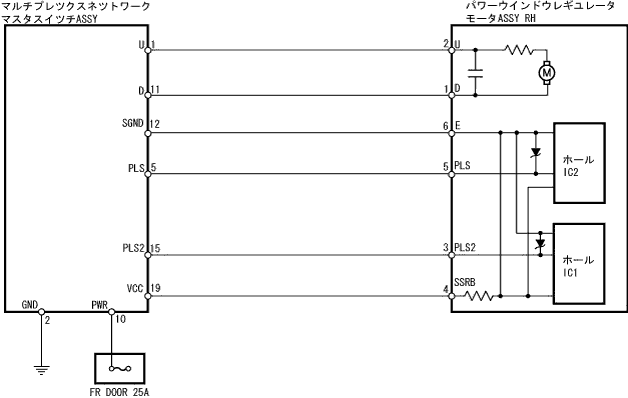 マルチプレックスネットワーク
マスタスイッチASSY
パワーウインドウレギュレータ
モータASSY RH
U 1
2 U
M
D 11
1 D
SGND 12
6 E
PLS 5
5 PLS
ホール
IC2
PLS2 15
3 PLS2
ホール
IC1
VCC 19
4 SSRB
GND
2
PWR
10
FR DOOR 25A